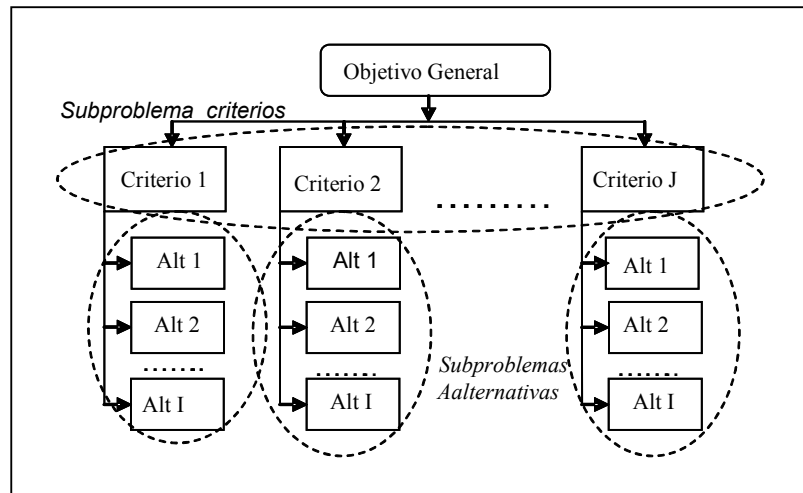 Objetivo General
Subproblema criterios
Criterio 1
Criterio 2
Criterio J
.........
Alt 1
Alt 2
......
Alt I
Alt 1
Alt 2
......
Alt I
Alt 1
Alt 2
......
Alt I
Subproblemas
Aalternativas